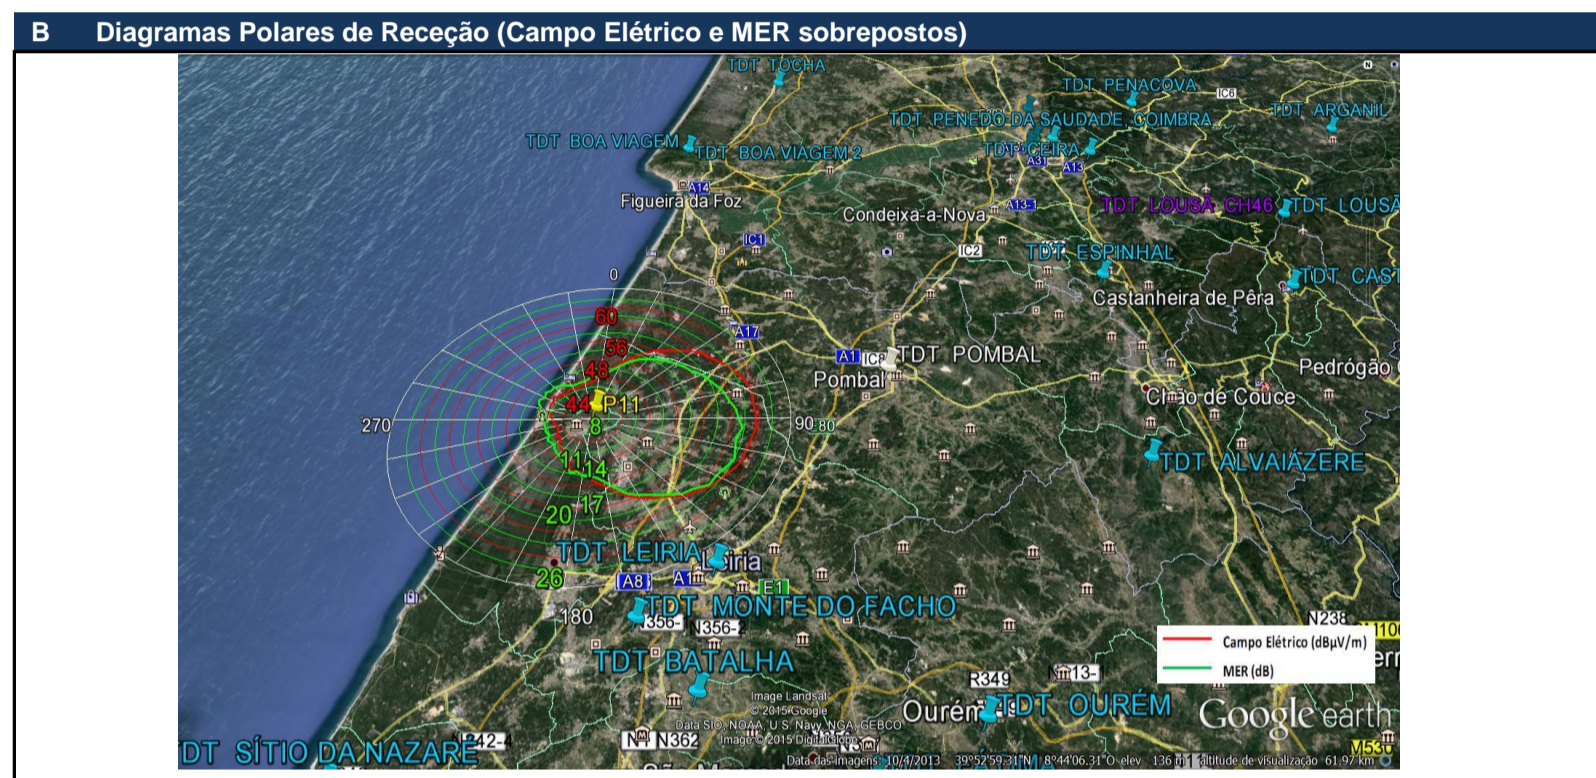 B Diagramas Polares de Receção (Campo Elétrico e MER sobrepostos)
TDT TOCHA
TDT PENACOVA
IC6
TDT ARGANIL
TDT PENEDO DA SAUDADE, COIMBRA
TDT BOA VIAGEM
TDT BOA VIAGEM 2
TDT CEIRA
A31
A13
A14
Figueira da Foz
A13-1
TDT LOUSÃ CH46
TDT LOUSÃ
Condeixa-a-Nova
IC1
IC2
TDT ESPINHAL
0
TDT CAST
Castanheira de Pêra
60
A17
56
A1
IC8
TDT POMBAL
48
Pombal
Pedrógão
44
P11
Chão de Couce
270
8
90
80
11
14
TDT ALVAIÁZERE
17
20
TDT LEIRIA
Leiria
26
A8
A1
E1
180
TDT MONTE DO FACHO
N356-1
N356-2
N238
Campo Elétrico (dBµV/m)
MER (dB)
TDT BATALHA
R349
Image Landsat
© 2015 Google
Data SIO, NOAA, U.S. Navy, NGA, GEBCO
Image © 2015 DigitalGlobe
Ourém
TDT OURÉM
Google earth
TDT SÍTIO DA NAZARÉ
N362
Data das imagens: 10/4/2013 39°52'59.31"N 8°44'06.31"O elev 136 m altitude de visualização 61.97 km